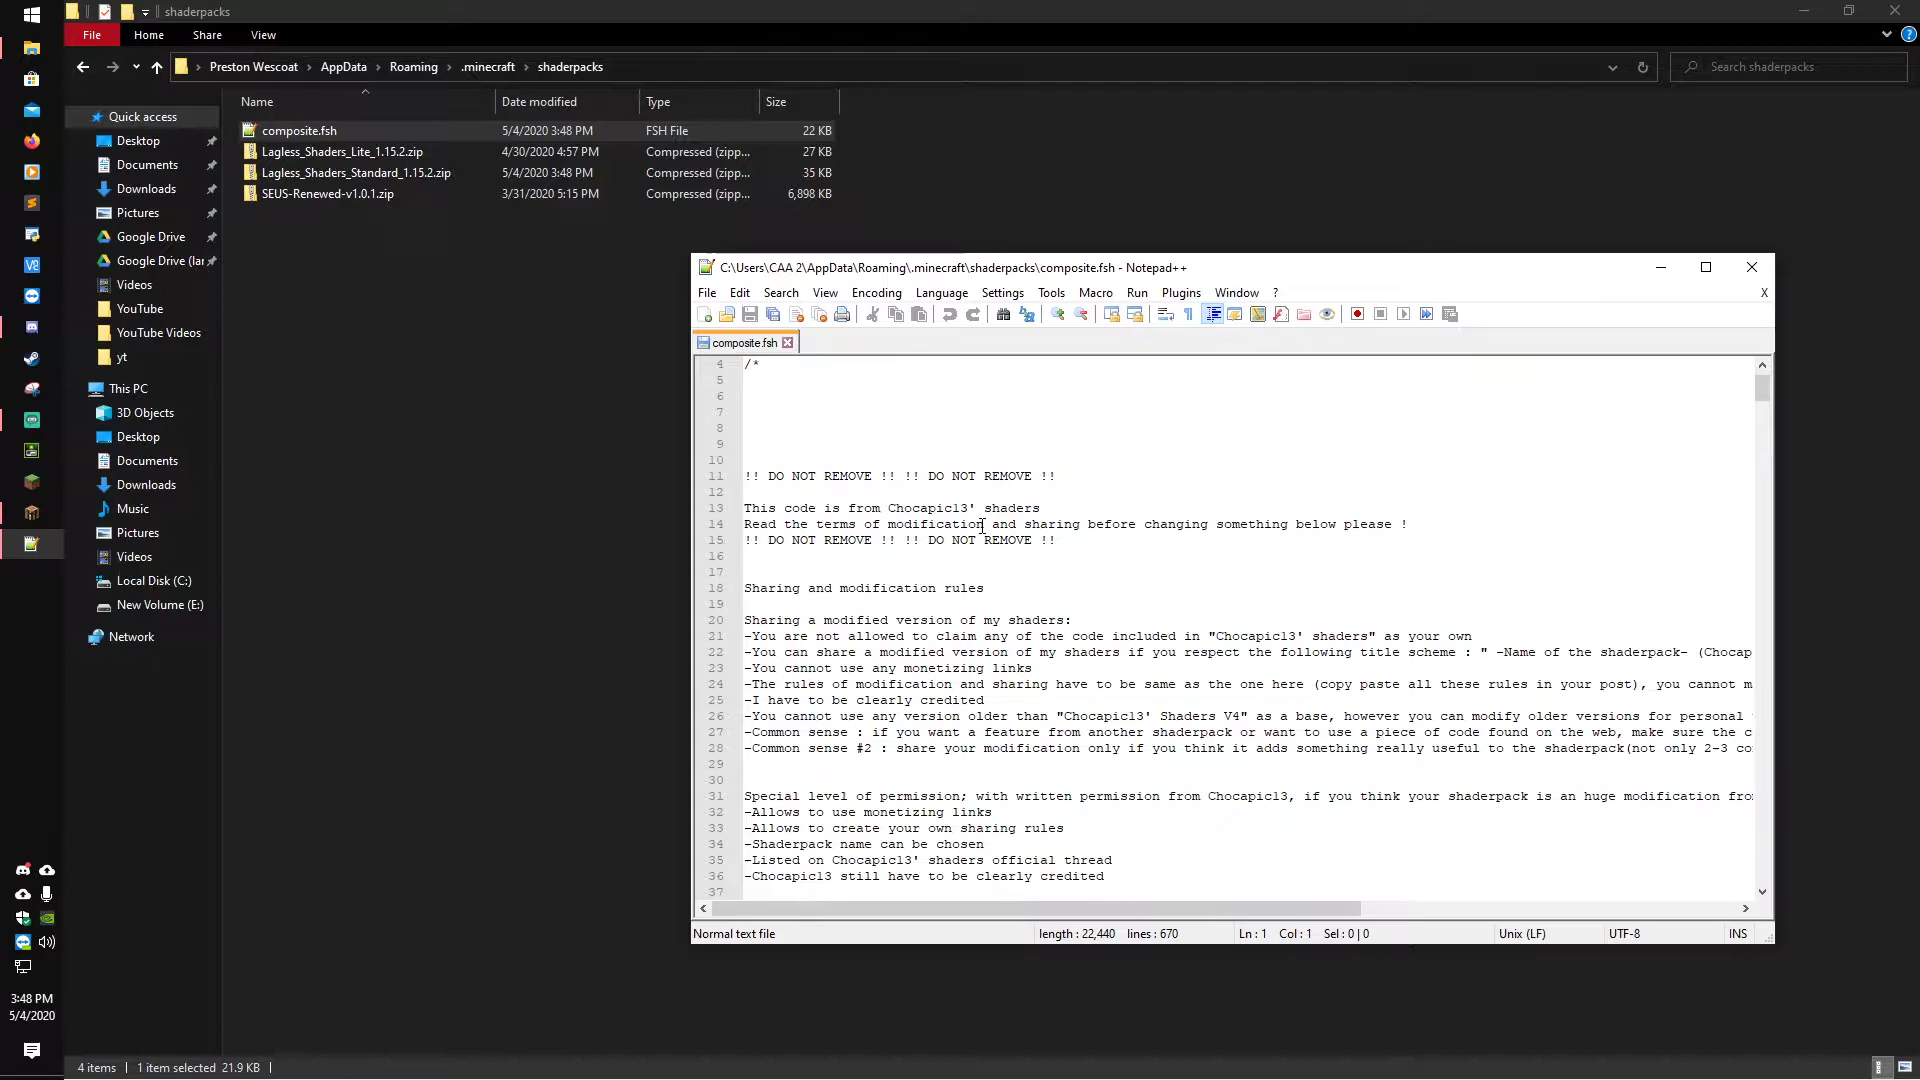 shaderpacks
File
Home
Share
View
Preston Wescoat
AppData
Roaming
.minecraft
shaderpacks
Search shaderpacks
Name
Date modified
Type
Size
composite.fsh 5/4/2020 3:48 PM FSH File 22 KB
Lagless_Shaders_Lite_1.15.2.zip 4/30/2020 4:57 PM Compressed (zipp... 27 KB
Lagless_Shaders_Standard_1.15.2.zip 5/4/2020 3:48 PM Compressed (zipp... 35 KB
SEUS-Renewed-v1.0.1.zip 3/31/2020 5:15 PM Compressed (zipp... 6,898 KB
Quick access
Desktop
Documents
Downloads
Pictures
Google Drive
Google Drive (lar
Videos
YouTube
YouTube Videos
yt
This PC
3D Objects
Desktop
Documents
Downloads
Music
Pictures
Videos
Local Disk (C:)
New Volume (E:)
Network
C:\Users\CAA 2\AppData\Roaming\.minecraft\shaderpacks\composite.fsh - Notepad++
File Edit Search View Encoding Language Settings Tools Macro Run Plugins Window ? X
composite.fsh
4 /*
5
6
7
8
9
10
11 !! DO NOT REMOVE !! !! DO NOT REMOVE !!
12
13 This code is from Chocapic13' shaders
14 Read the terms of modification and sharing before changing something below please !
15 !! DO NOT REMOVE !! !! DO NOT REMOVE !!
16
17
18 Sharing and modification rules
19
20 Sharing a modified version of my shaders:
21 -You are not allowed to claim any of the code included in "Chocapic13' shaders" as your own
22 -You can share a modified version of my shaders if you respect the following title scheme : " -Name of the shaderpack- (Chocap
23 -You cannot use any monetizing links
24 -The rules of modification and sharing have to be same as the one here (copy paste all these rules in your post), you cannot m
25 -I have to be clearly credited
26 -You cannot use any version older than "Chocapic13' Shaders V4" as a base, however you can modify older versions for personal
27 -Common sense : if you want a feature from another shaderpack or want to use a piece of code found on the web, make sure the c
28 -Common sense #2 : share your modification only if you think it adds something really useful to the shaderpack(not only 2-3 co
29
30
31 Special level of permission; with written permission from Chocapic13, if you think your shaderpack is an huge modification fro
32 -Allows to use monetizing links
33 -Allows to create your own sharing rules
34 -Shaderpack name can be chosen
35 -Listed on Chocapic13' shaders official thread
36 -Chocapic13 still have to be clearly credited
37
Normal text file length : 22,440 lines : 670 Ln : 1 Col : 1 Sel : 0 | 0 Unix (LF) UTF-8 INS
3:48 PM
5/4/2020
4 items 1 item selected 21.9 KB